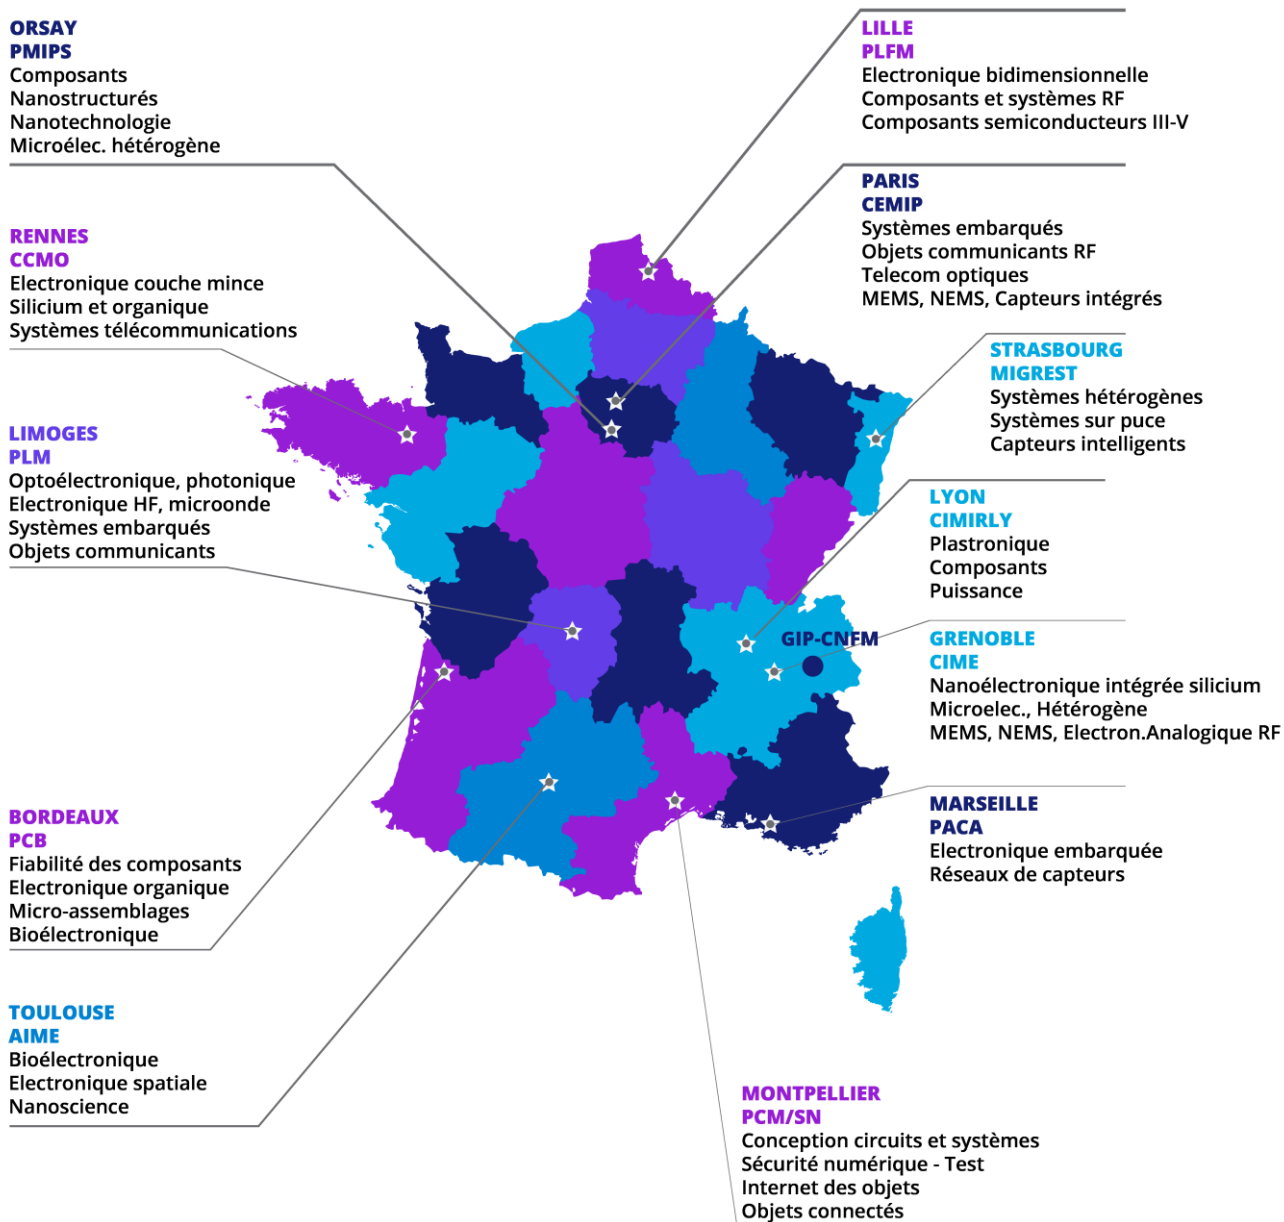 ORSAY
PMIPS
Composants
Nanostructurés
Nanotechnologie
Microélec. hétérogène
LILLE
PLFM
Electronique bidimensionnelle
Composants et systèmes RF
Composants semiconducteurs III-V
PARIS
CEMIP
Systèmes embarqués
Objets communicants RF
Telecom optiques
MEMS, NEMS, Capteurs intégrés
RENNES
CCMO
Electronique couche mince
Silicium et organique
Systèmes télécommunications
STRASBOURG
MIGREST
Systèmes hétérogènes
Systèmes sur puce
Capteurs intelligents
LIMOGES
PLM
Optoélectronique, photonique
Electronique HF, microonde
Systèmes embarqués
Objets communicants
LYON
CIMIRLY
Plastronique
Composants
Puissance
GIP-CNFM
GRENOBLE
CIME
Nanoélectronique intégrée silicium
Microelec., Hétérogène
MEMS, NEMS, Electron.Analogique RF
MARSEILLE
PACA
Electronique embarquée
Réseaux de capteurs
BORDEAUX
PCB
Fiabilité des composants
Electronique organique
Micro-assemblages
Bioélectronique
TOULOUSE
AIME
Bioélectronique
Electronique spatiale
Nanoscience
MONTPELLIER
PCM/SN
Conception circuits et systèmes
Sécurité numérique - Test
Internet des objets
Objets connectés